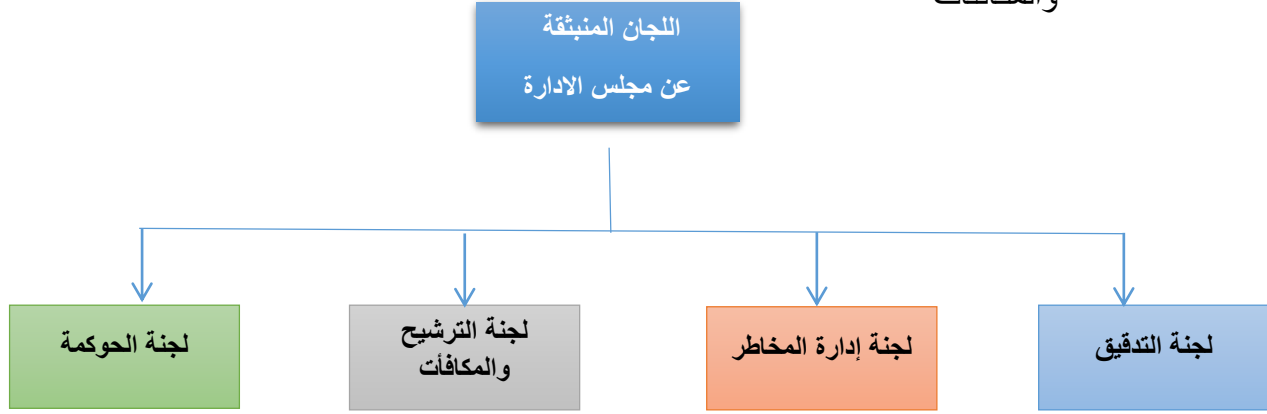 اللجان المنبثقة
عن مجلس الادارة
لجنة التدقيق
لجنة إدارة المخاطر
لجنة الترشيح
والمكافأت
لجنة الحوكمة